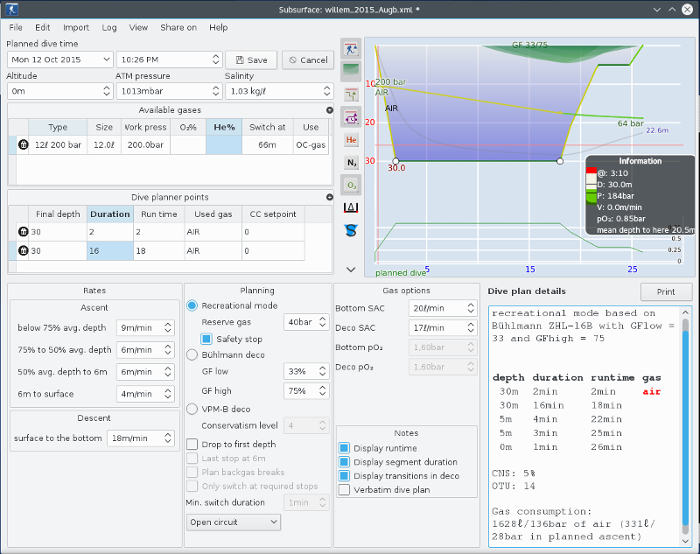 Subsurface: willem_2015_Augb.xml *
File Edit Import Log View Share on Help
Planned dive time
Mon 12 Oct 2015 10:26 PM Save Cancel
Altitude ATM pressure Salinity
0m 1013mbar 1.03 kg/ℓ
Available gases
Type Size Work press O₂% He% Switch at Use
12ℓ 200 bar 12.0ℓ 200.0bar 66m OC-gas
Dive planner points
Final depth Duration Run time Used gas CC setpoint
30 2 2 AIR 0
30 16 18 AIR 0
He
N₂
O₂
GF 33/75
10
200 bar
AIR
AIR
64 bar
20
22.6m
30
30.0
Information
@: 3:10
D: 30.0m
P: 184bar
V: 0.0m/min
pO₂: 0.85bar
mean depth to here 20.5m
0.5
0.25
0
planned dive
5 15 20 25
Rates
Ascent
below 75% avg. depth 9m/min
75% to 50% avg. depth 6m/min
50% avg. depth to 6m 6m/min
6m to surface 4m/min
Descent
surface to the bottom 18m/min
Planning
Recreational mode
Reserve gas 40bar
Safety stop
Bühlmann deco
GF low 33%
GF high 75%
VPM-B deco
Conservatism level 4
Drop to first depth
Last stop at 6m
Plan backgas breaks
Only switch at required stops
Min. switch duration 1min
Open circuit
Gas options
Bottom SAC 20ℓ/min
Deco SAC 17ℓ/min
Bottom pO₂ 1.60bar
Deco pO₂ 1.60bar
Notes
Display runtime
Display segment duration
Display transitions in deco
Verbatim dive plan
Dive plan details Print
recreational mode based on
Bühlmann ZHL-16B with GFlow =
33 and GFhigh = 75
depth duration runtime gas
30m 2min 2min air
30m 16min 18min
5m 4min 22min
5m 3min 25min
0m 1min 26min
CNS: 5%
OTU: 14
Gas consumption:
1628ℓ/136bar of air (331ℓ/
28bar in planned ascent)